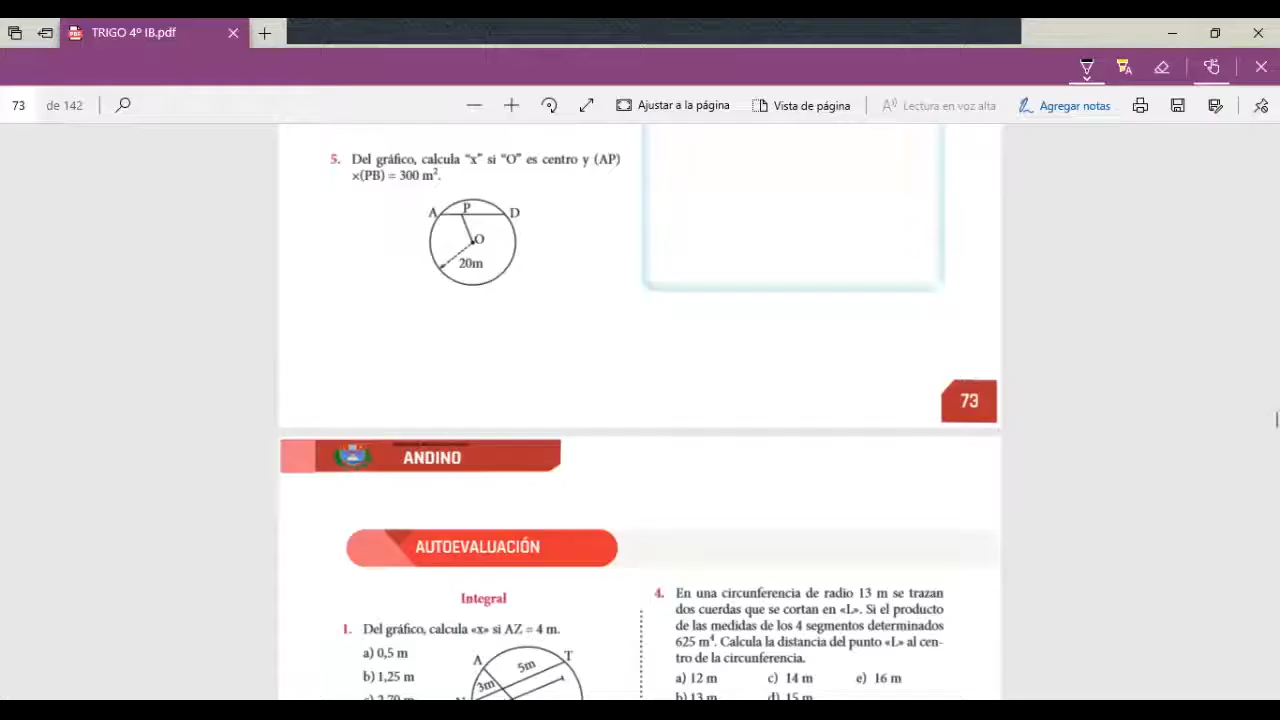 TRIGO 4º IB.pdf
73 de 142
Ajustar a la página
Vista de página
Lectura en voz alta
Agregar notas
5. Del gráfico, calcula “x” si “O” es centro y (AP)
×(PB) = 300 m².
A P D
O
20m
73
ANDINO
AUTOEVALUACIÓN
Integral
1. Del gráfico, calcula «x» si AZ = 4 m.
a) 0,5 m
b) 1,25 m
A T
5m
3m
4. En una circunferencia de radio 13 m se trazan
dos cuerdas que se cortan en «L». Si el producto
de las medidas de los 4 segmentos determinados
625 m⁴. Calcula la distancia del punto «L» al cen-
tro de la circunferencia.
a) 12 m c) 14 m e) 16 m
b) 13 m d) 15 m